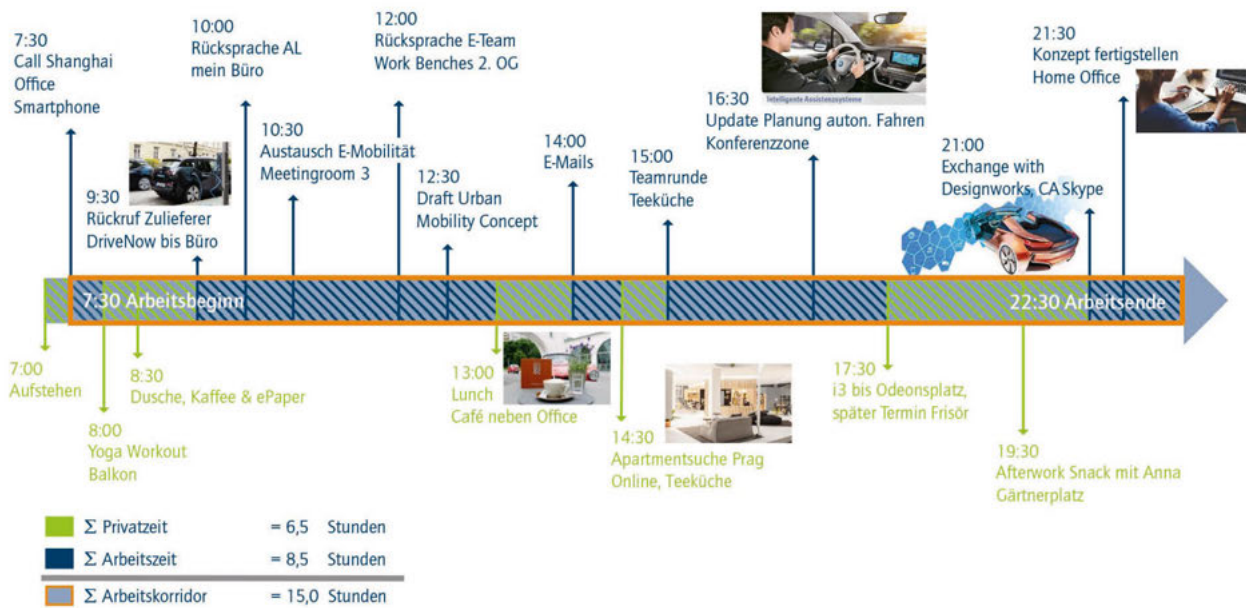 7:30
Call Shanghai
Office
Smartphone
9:30
Rückruf Zulieferer
DriveNow bis Büro
10:00
Rücksprache AL
mein Büro
10:30
Austausch E-Mobilität
Meetingroom 3
12:00
Rücksprache E-Team
Work Benches 2. OG
12:30
Draft Urban
Mobility Concept
14:00
E-Mails
15:00
Teamrunde
Teeküche
Intelligente Assistenzsysteme
16:30
Update Planung auton. Fahren
Konferenzzone
21:00
Exchange with
Designworks, CA Skype
21:30
Konzept fertigstellen
Home Office
7:30 Arbeitsbeginn
22:30 Arbeitsende
7:00
Aufstehen
8:00
Yoga Workout
Balkon
8:30
Dusche, Kaffee & ePaper
13:00
Lunch
Café neben Office
14:30
Apartmentsuche Prag
Online, Teeküche
17:30
i3 bis Odeonsplatz,
später Termin Frisör
19:30
Afterwork Snack mit Anna
Gärtnerplatz
Σ Privatzeit = 6,5 Stunden
Σ Arbeitszeit = 8,5 Stunden
Σ Arbeitskorridor = 15,0 Stunden